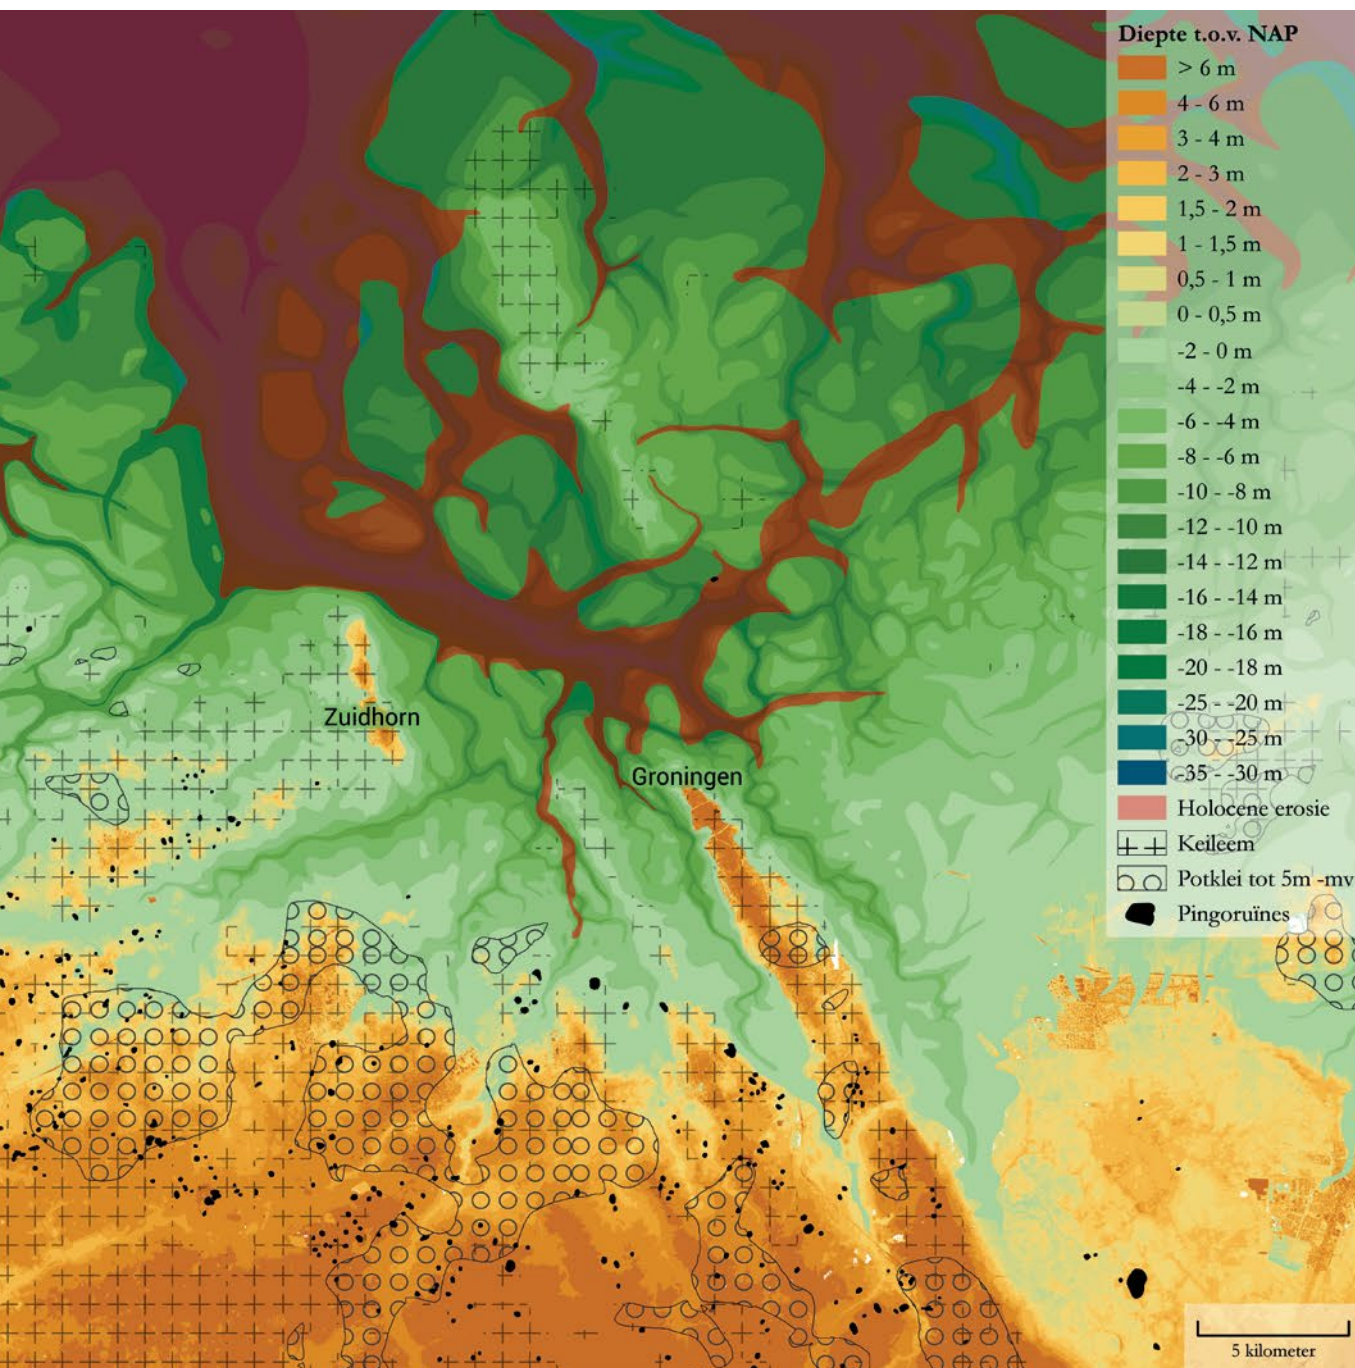 Diepte t.o.v. NAP
> 6 m
4 - 6 m
3 - 4 m
2 - 3 m
1,5 - 2 m
1 - 1,5 m
0,5 - 1 m
0 - 0,5 m
-2 - 0 m
-4 - -2 m
-6 - -4 m
-8 - -6 m
-10 - -8 m
-12 - -10 m
-14 - -12 m
-16 - -14 m
-18 - -16 m
-20 - -18 m
-25 - -20 m
-30 - -25 m
-35 - -30 m
Holocene erosie
Keileem
Potklei tot 5m -mv
Pingoruïnes
Zuidhorn
Groningen
5 kilometer